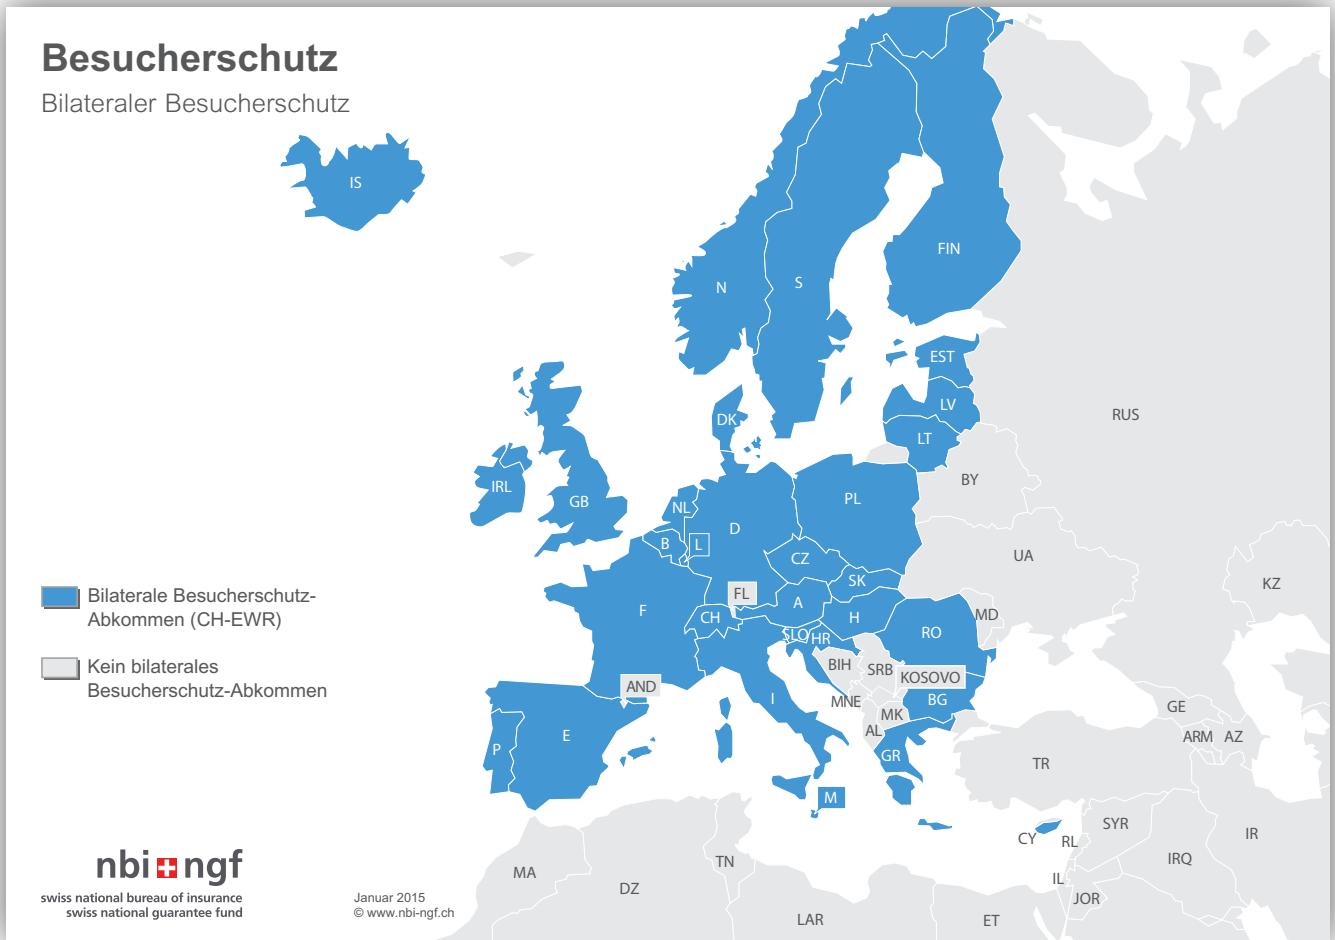 Besucherschutz
Bilateraler Besucherschutz
IS
FIN
N
S
EST
LV
RUS
DK
LT
BY
IRL
GB
NL
PL
D
B
L
UA
CZ
SK
KZ
FL
Bilaterale Besucherschutz-
Abkommen (CH-EWR)
F
A
CH
H
MD
RO
SLO
HR
Kein bilaterales
Besucherschutz-Abkommen
BIH
SRB
KOSOVO
AND
I
MNE
BG
GE
MK
AL
P
E
ARM
AZ
GR
TR
M
SYR
CY
RL
IR
IRQ
nbi ngf
swiss national bureau of insurance
swiss national guarantee fund
MA
TN
DZ
IL
JOR
Januar 2015
© www.nbi-ngf.ch
LAR
ET